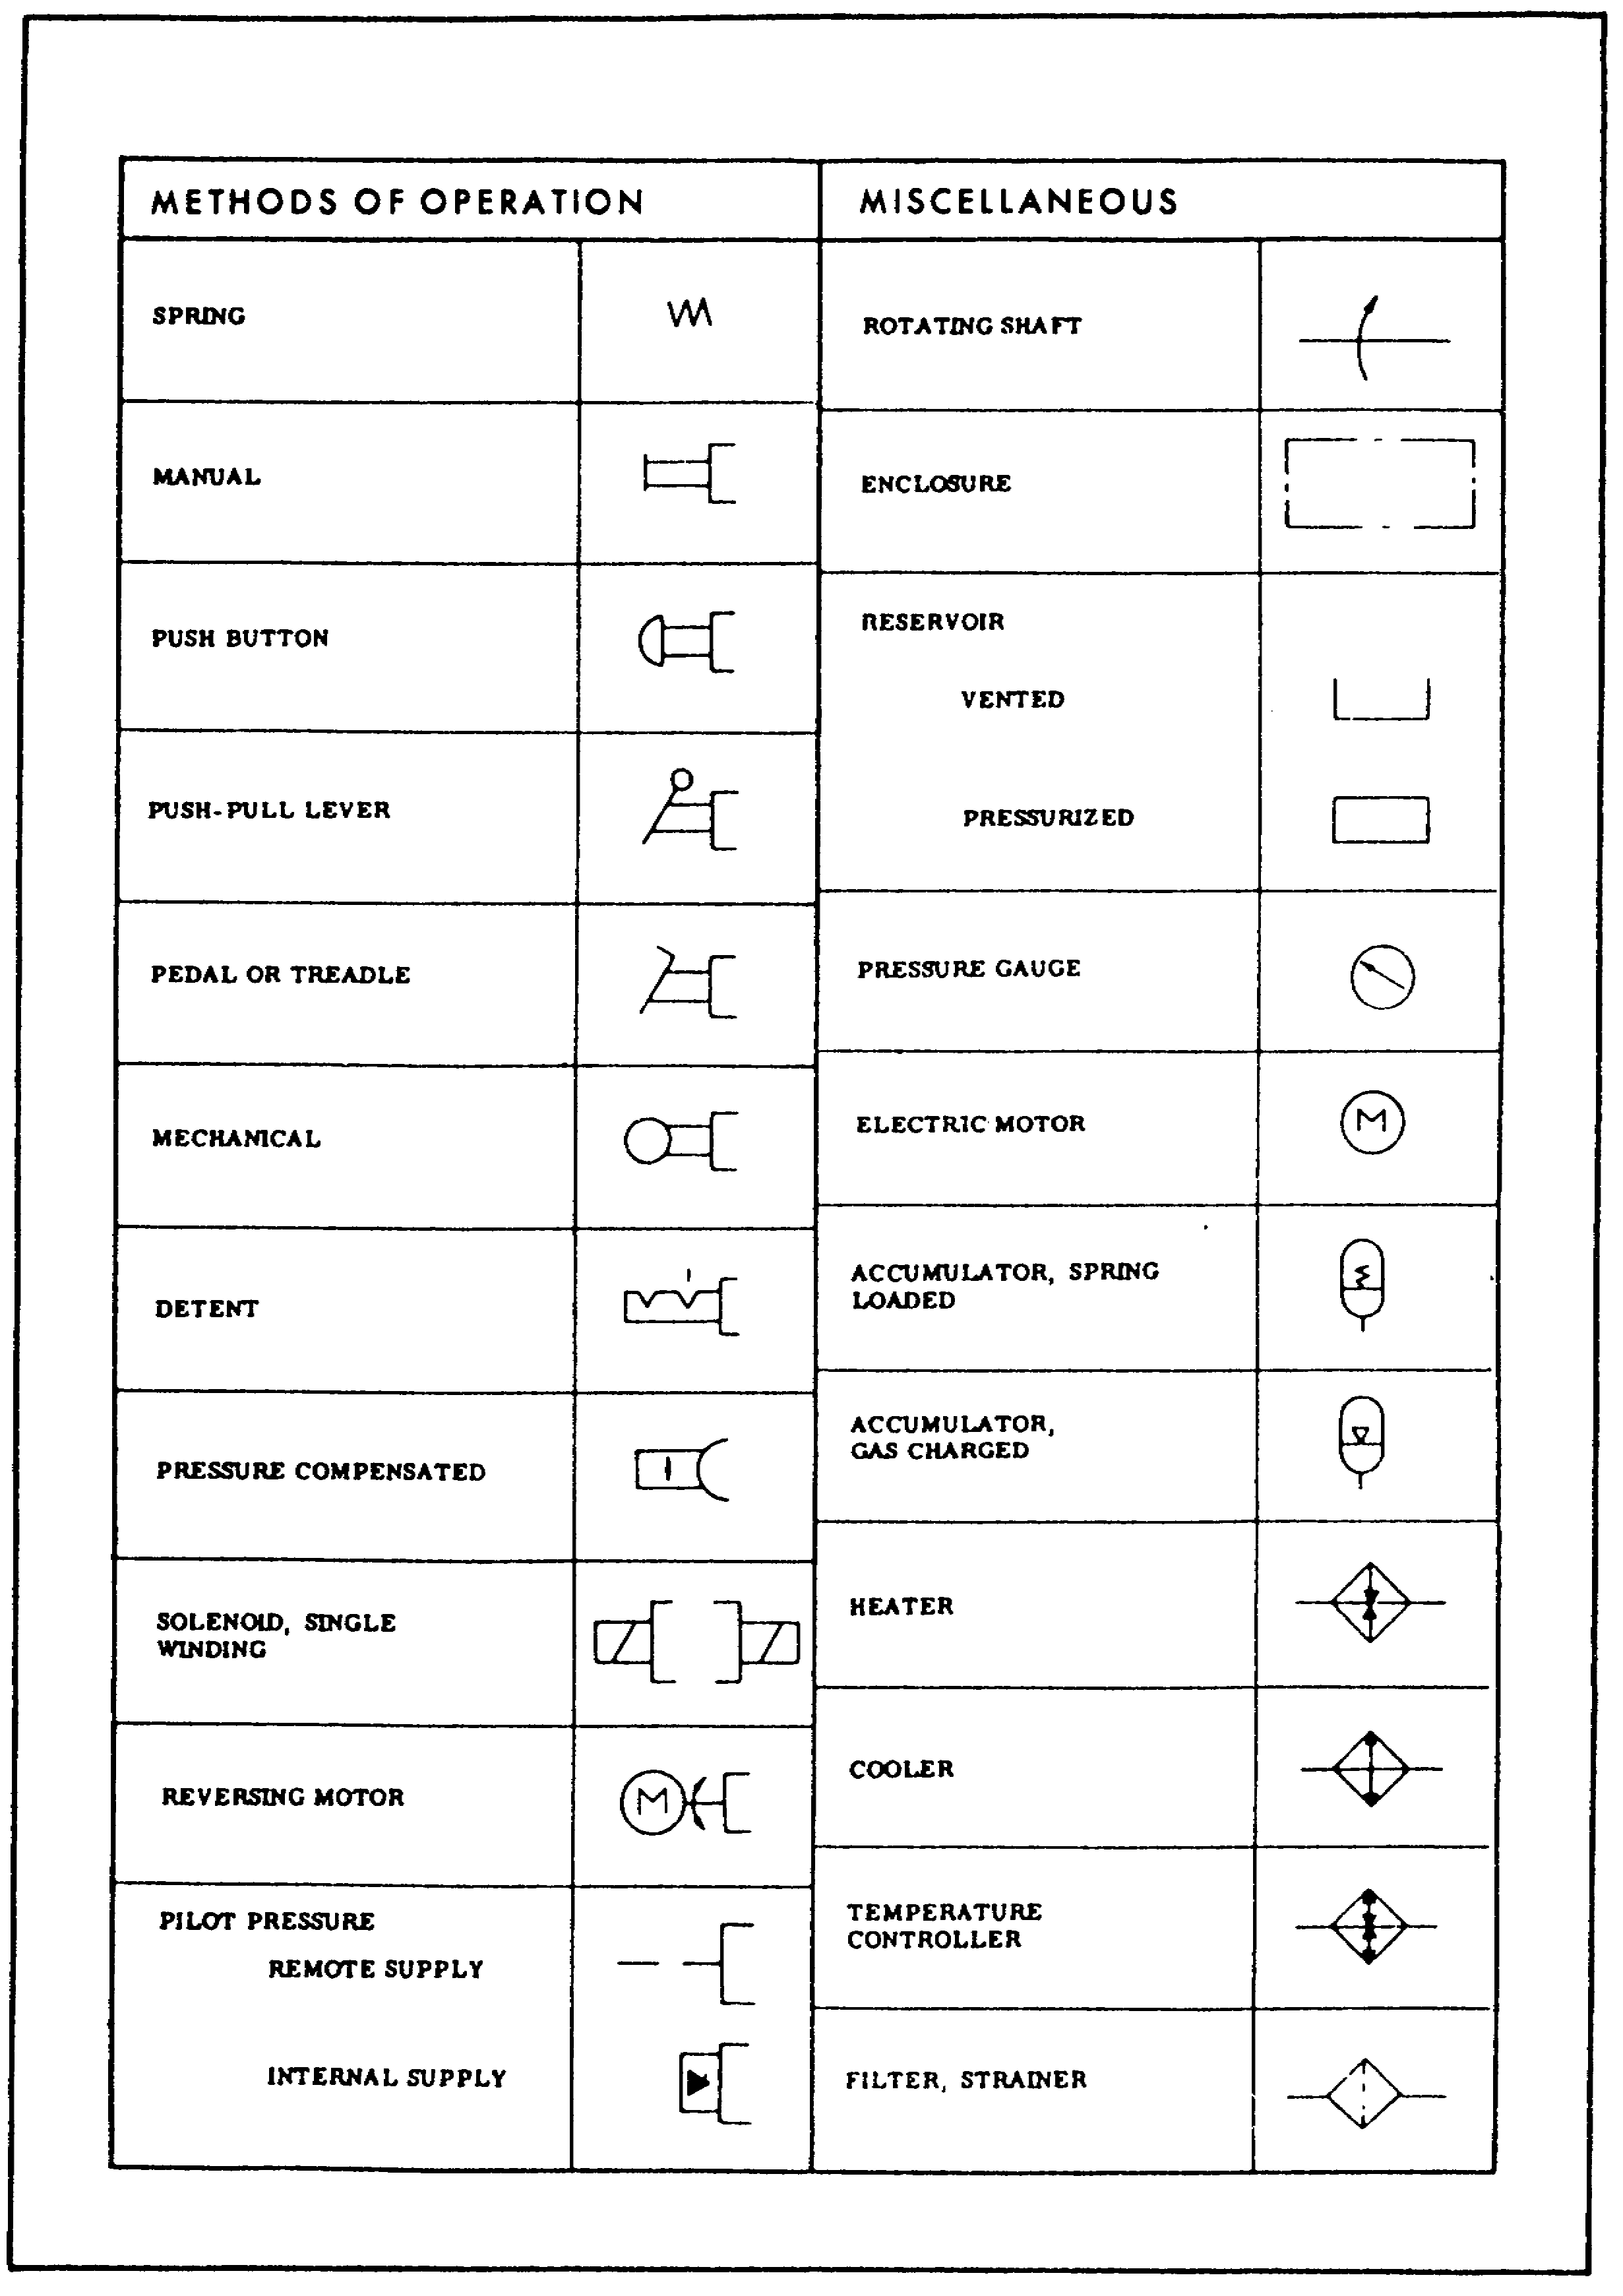 METHODS OF OPERATION
SPRING
MANUAL
PUSH BUTTON
PUSH-PULL LEVER
PEDAL OR TREADLE
MECHANICAL
DETENT
PRESSURE COMPENSATED
SOLENOID, SINGLE
WINDING
REVERSING MOTOR
M
PILOT PRESSURE
REMOTE SUPPLY
INTERNAL SUPPLY
MISCELLANEOUS
ROTATING SHAFT
ENCLOSURE
RESERVOIR
VENTED
PRESSURIZED
PRESSURE GAUGE
ELECTRIC MOTOR
M
ACCUMULATOR, SPRING
LOADED
ACCUMULATOR,
GAS CHARGED
HEATER
COOLER
TEMPERATURE
CONTROLLER
FILTER, STRAINER